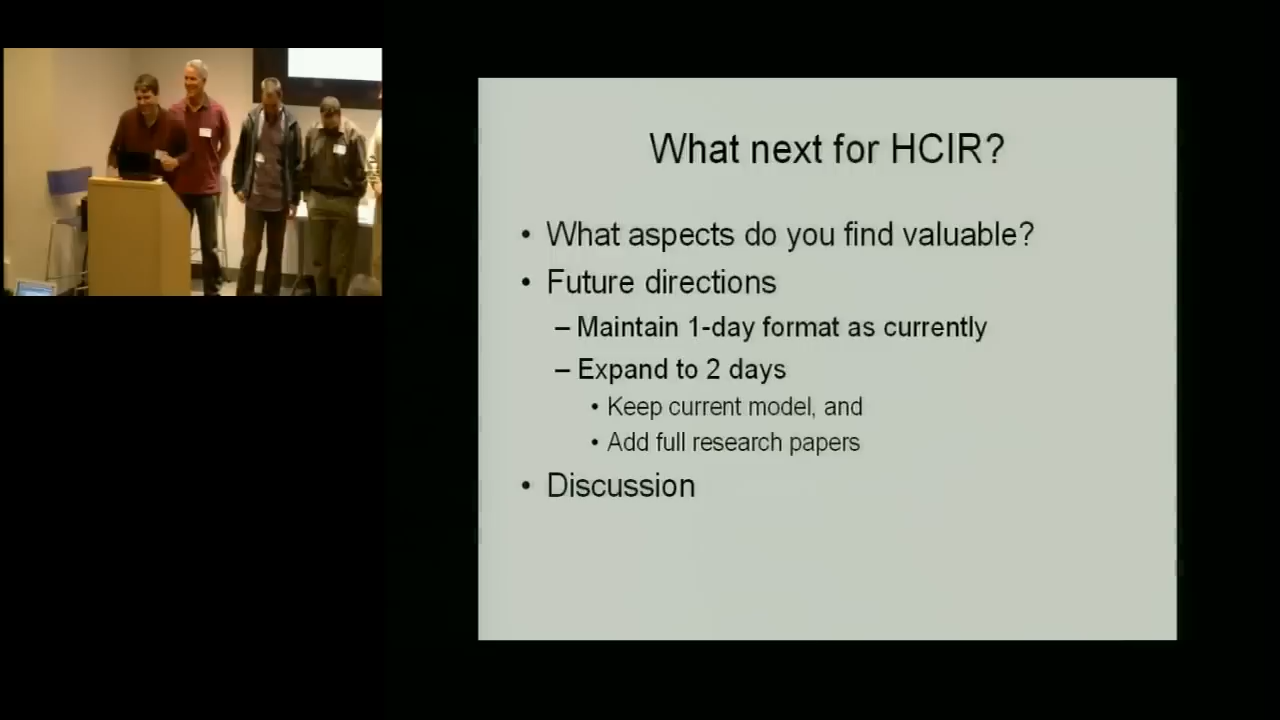 What next for HCIR?
• What aspects do you find valuable?
• Future directions
– Maintain 1-day format as currently
– Expand to 2 days
• Keep current model, and
• Add full research papers
• Discussion